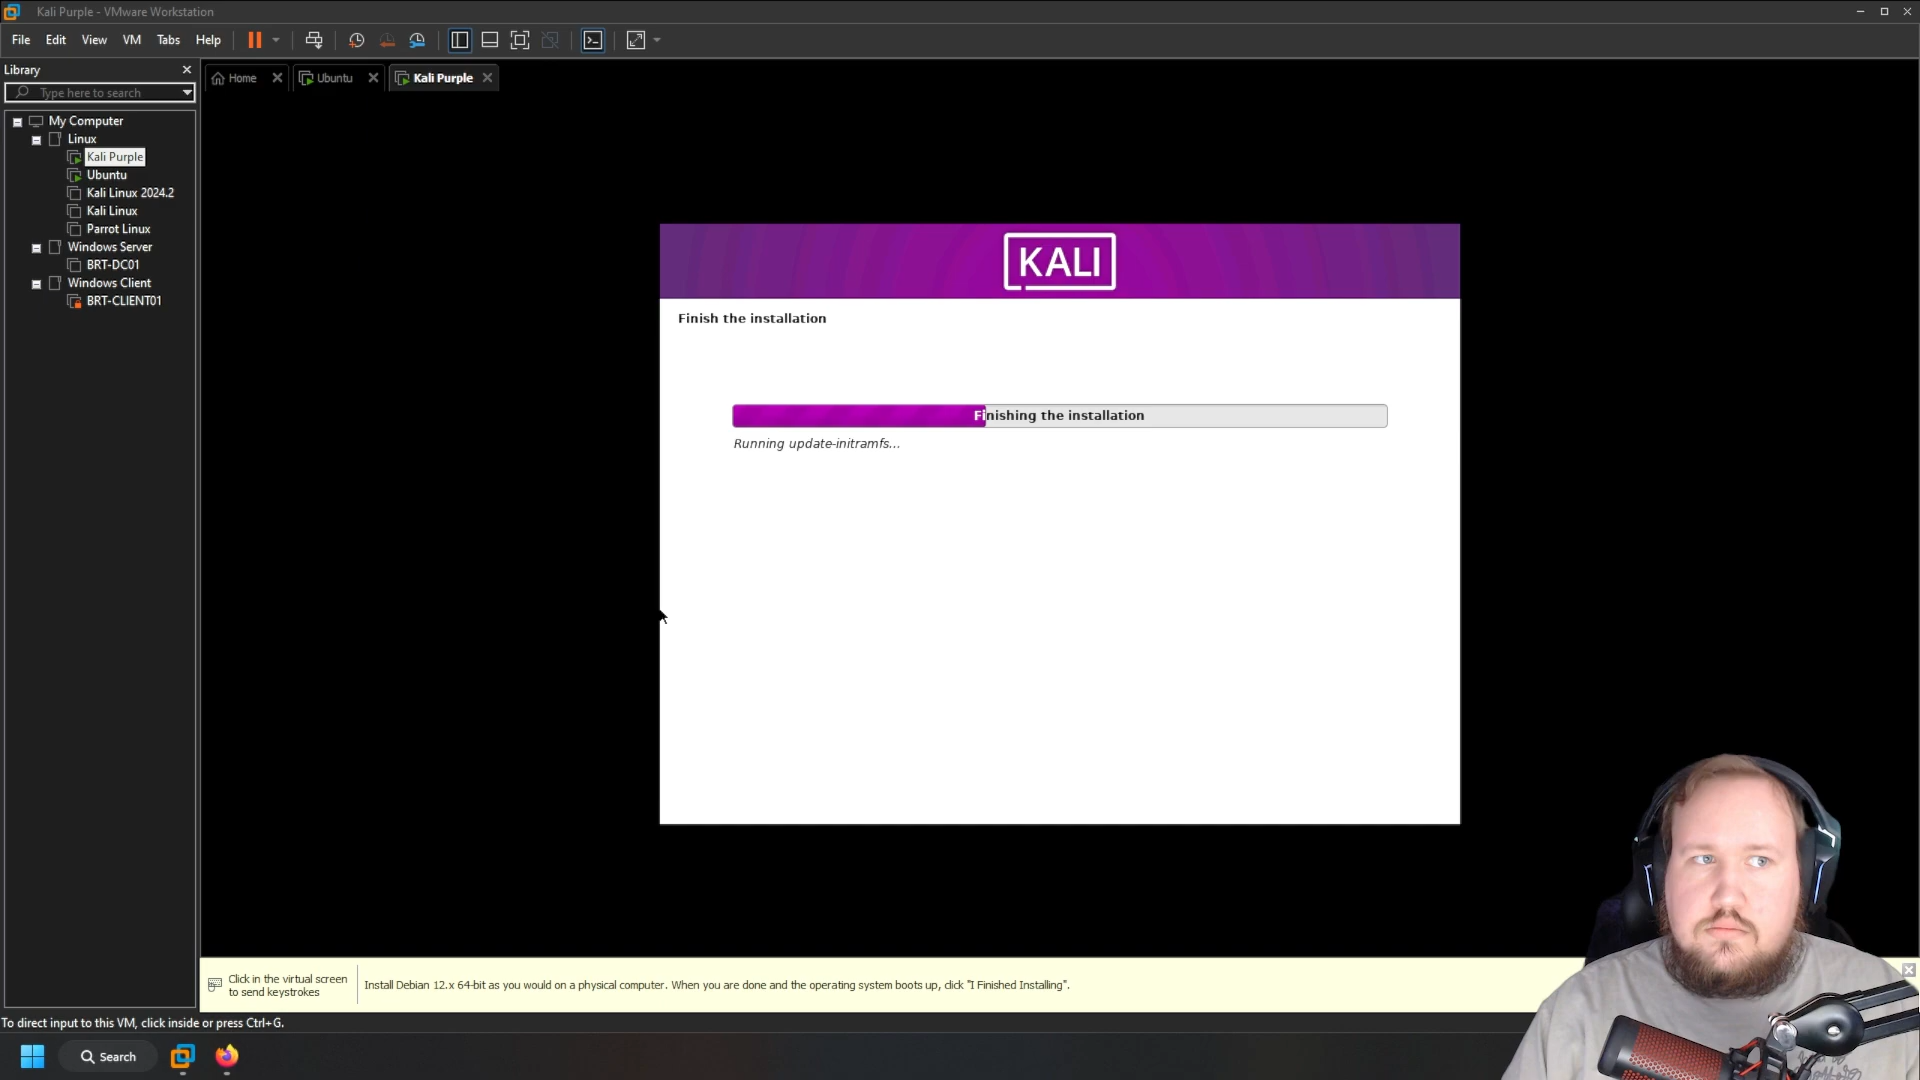 Kali Purple - VMware Workstation
File Edit View VM Tabs Help
Library
Type here to search
Home
Ubuntu
Kali Purple
My Computer
Linux
Kali Purple
Ubuntu
Kali Linux 2024.2
Kali Linux
Parrot Linux
Windows Server
BRT-DC01
Windows Client
BRT-CLIENT01
KALI
Finish the installation
Finishing the installation
Running update-initramfs...
Click in the virtual screen
to send keystrokes
Install Debian 12.x 64-bit as you would on a physical computer. When you are done and the operating system boots up, click "I Finished Installing".
To direct input to this VM, click inside or press Ctrl+G.
Search